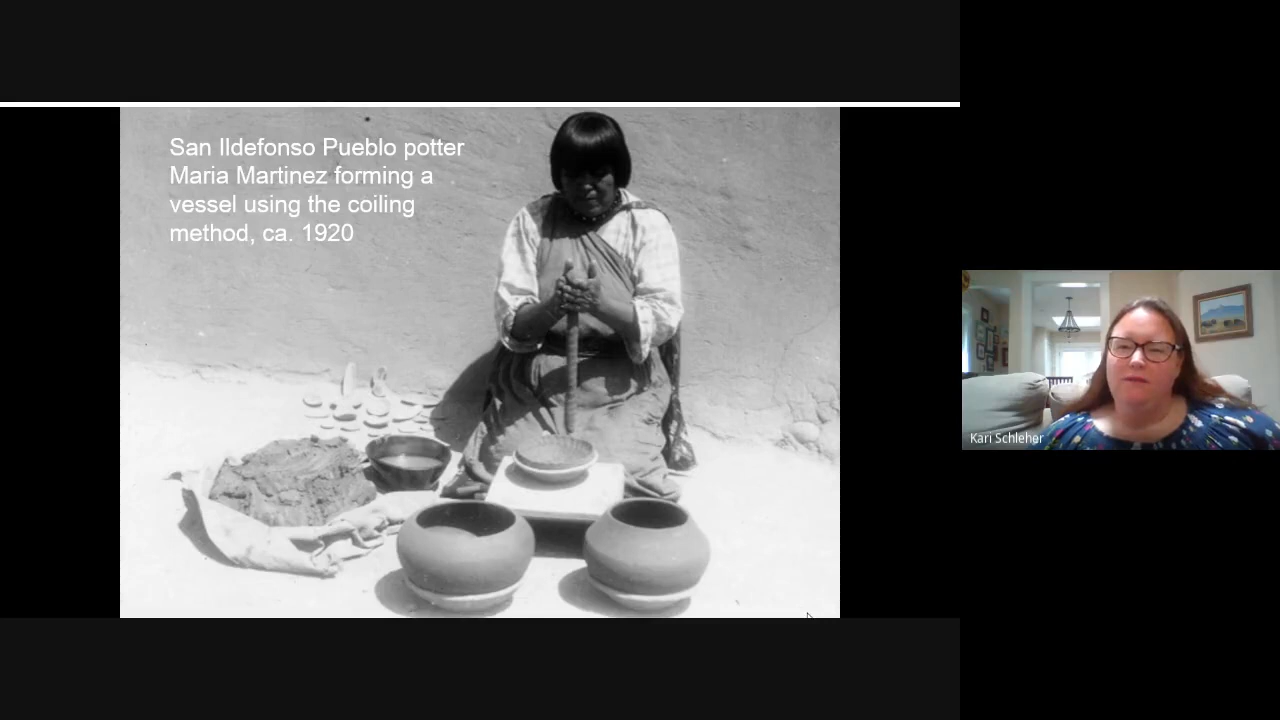 San Ildefonso Pueblo potter
Maria Martinez forming a
vessel using the coiling
method, ca. 1920
Kari Schleher